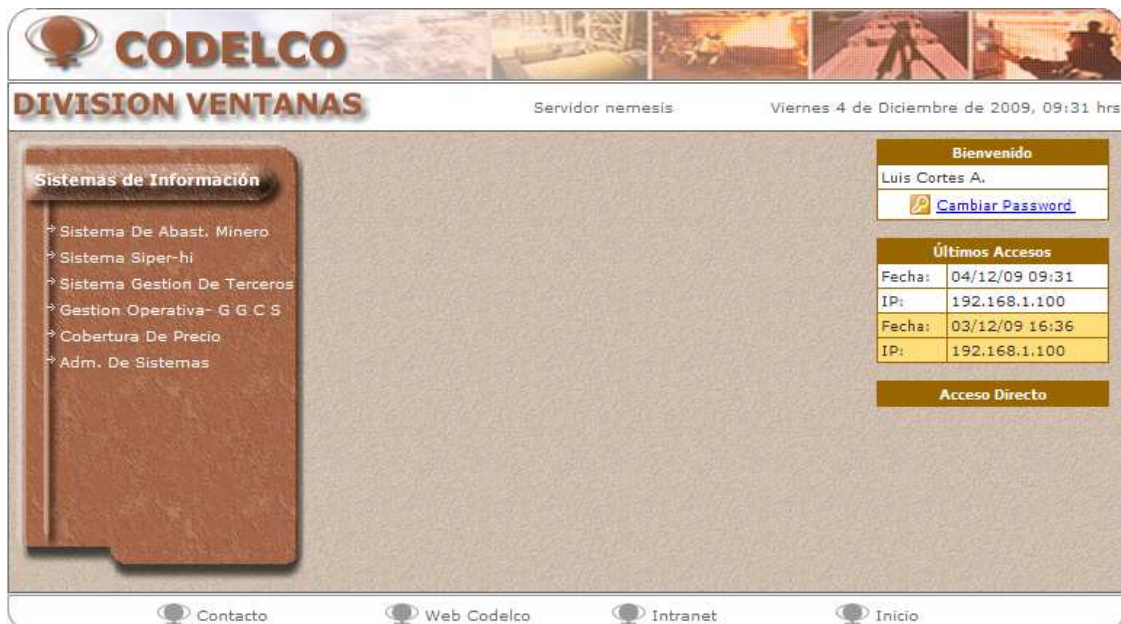 CODELCO
DIVISION VENTANAS
Servidor nemesis
Viernes 4 de Diciembre de 2009, 09:31 hrs
Sistemas de Información
Sistema De Abast. Minero
Sistema Siper-hi
Sistema Gestion De Terceros
Gestion Operativa- G G C S
Cobertura De Precio
Adm. De Sistemas
Bienvenido
Luis Cortes A.
Cambiar Password
Últimos Accesos
Fecha: 04/12/09 09:31
IP: 192.168.1.100
Fecha: 03/12/09 16:36
IP: 192.168.1.100
Acceso Directo
Contacto
Web Codelco
Intranet
Inicio